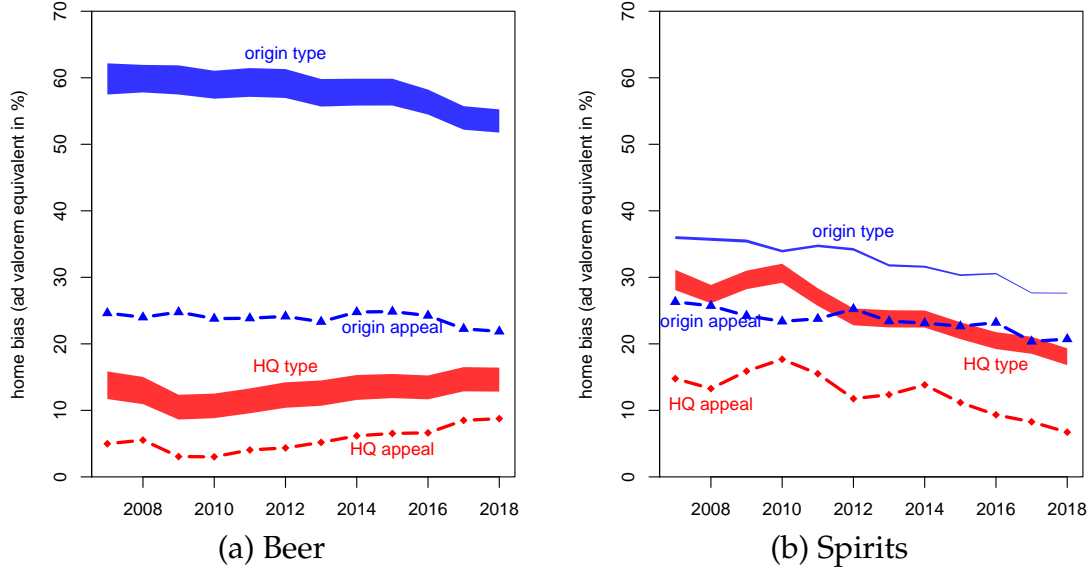 home bias (ad valorem equivalent in %)
70
60
50
40
30
20
10
0
origin type
origin appeal
HQ type
HQ appeal
2008 2010 2012 2014 2016 2018
(a) Beer
home bias (ad valorem equivalent in %)
70
60
50
40
30
20
10
0
origin type
origin appeal
HQ type
HQ appeal
2008 2010 2012 2014 2016 2018
(b) Spirits